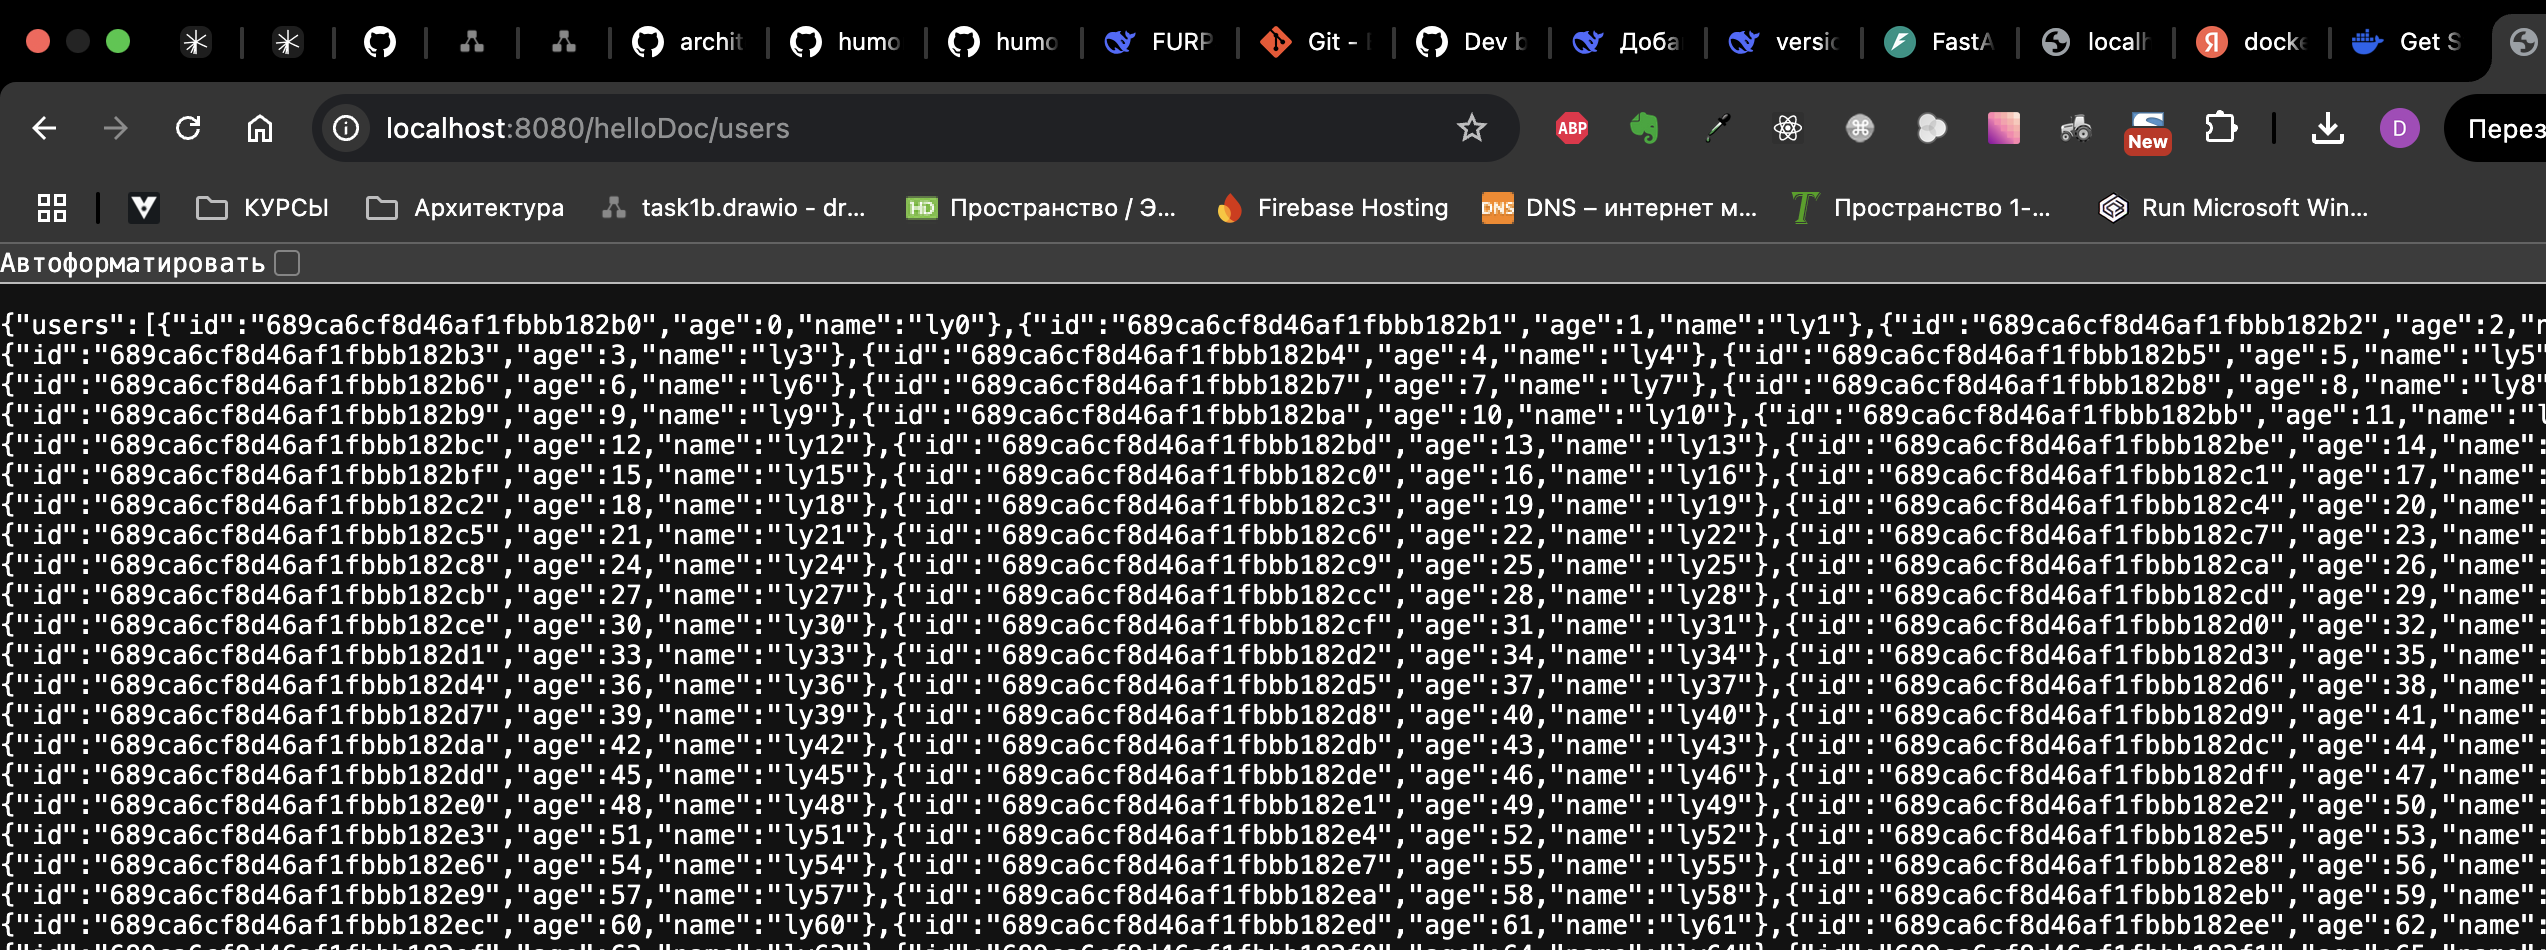 archit humo humo FURP Git - Dev b Доба versio FastA localh Я docke Get S
localhost:8080/helloDoc/users ABP New D Перез
КУРСЫ Архитектура task1b.drawio - dr... HD Пространство / Э... Firebase Hosting DNS DNS – интернет м... T Пространство 1-... Run Microsoft Win...
Автоформатировать
{"users":[{"id":"689ca6cf8d46af1fbbb182b0","age":0,"name":"ly0"},{"id":"689ca6cf8d46af1fbbb182b1","age":1,"name":"ly1"},{"id":"689ca6cf8d46af1fbbb182b2","age":2,"n
{"id":"689ca6cf8d46af1fbbb182b3","age":3,"name":"ly3"},{"id":"689ca6cf8d46af1fbbb182b4","age":4,"name":"ly4"},{"id":"689ca6cf8d46af1fbbb182b5","age":5,"name":"ly5"
{"id":"689ca6cf8d46af1fbbb182b6","age":6,"name":"ly6"},{"id":"689ca6cf8d46af1fbbb182b7","age":7,"name":"ly7"},{"id":"689ca6cf8d46af1fbbb182b8","age":8,"name":"ly8"
{"id":"689ca6cf8d46af1fbbb182b9","age":9,"name":"ly9"},{"id":"689ca6cf8d46af1fbbb182ba","age":10,"name":"ly10"},{"id":"689ca6cf8d46af1fbbb182bb","age":11,"name":"l
{"id":"689ca6cf8d46af1fbbb182bc","age":12,"name":"ly12"},{"id":"689ca6cf8d46af1fbbb182bd","age":13,"name":"ly13"},{"id":"689ca6cf8d46af1fbbb182be","age":14,"name":
{"id":"689ca6cf8d46af1fbbb182bf","age":15,"name":"ly15"},{"id":"689ca6cf8d46af1fbbb182c0","age":16,"name":"ly16"},{"id":"689ca6cf8d46af1fbbb182c1","age":17,"name":
{"id":"689ca6cf8d46af1fbbb182c2","age":18,"name":"ly18"},{"id":"689ca6cf8d46af1fbbb182c3","age":19,"name":"ly19"},{"id":"689ca6cf8d46af1fbbb182c4","age":20,"name":
{"id":"689ca6cf8d46af1fbbb182c5","age":21,"name":"ly21"},{"id":"689ca6cf8d46af1fbbb182c6","age":22,"name":"ly22"},{"id":"689ca6cf8d46af1fbbb182c7","age":23,"name":
{"id":"689ca6cf8d46af1fbbb182c8","age":24,"name":"ly24"},{"id":"689ca6cf8d46af1fbbb182c9","age":25,"name":"ly25"},{"id":"689ca6cf8d46af1fbbb182ca","age":26,"name":
{"id":"689ca6cf8d46af1fbbb182cb","age":27,"name":"ly27"},{"id":"689ca6cf8d46af1fbbb182cc","age":28,"name":"ly28"},{"id":"689ca6cf8d46af1fbbb182cd","age":29,"name":
{"id":"689ca6cf8d46af1fbbb182ce","age":30,"name":"ly30"},{"id":"689ca6cf8d46af1fbbb182cf","age":31,"name":"ly31"},{"id":"689ca6cf8d46af1fbbb182d0","age":32,"name":
{"id":"689ca6cf8d46af1fbbb182d1","age":33,"name":"ly33"},{"id":"689ca6cf8d46af1fbbb182d2","age":34,"name":"ly34"},{"id":"689ca6cf8d46af1fbbb182d3","age":35,"name":
{"id":"689ca6cf8d46af1fbbb182d4","age":36,"name":"ly36"},{"id":"689ca6cf8d46af1fbbb182d5","age":37,"name":"ly37"},{"id":"689ca6cf8d46af1fbbb182d6","age":38,"name":
{"id":"689ca6cf8d46af1fbbb182d7","age":39,"name":"ly39"},{"id":"689ca6cf8d46af1fbbb182d8","age":40,"name":"ly40"},{"id":"689ca6cf8d46af1fbbb182d9","age":41,"name":
{"id":"689ca6cf8d46af1fbbb182da","age":42,"name":"ly42"},{"id":"689ca6cf8d46af1fbbb182db","age":43,"name":"ly43"},{"id":"689ca6cf8d46af1fbbb182dc","age":44,"name":
{"id":"689ca6cf8d46af1fbbb182dd","age":45,"name":"ly45"},{"id":"689ca6cf8d46af1fbbb182de","age":46,"name":"ly46"},{"id":"689ca6cf8d46af1fbbb182df","age":47,"name":
{"id":"689ca6cf8d46af1fbbb182e0","age":48,"name":"ly48"},{"id":"689ca6cf8d46af1fbbb182e1","age":49,"name":"ly49"},{"id":"689ca6cf8d46af1fbbb182e2","age":50,"name":
{"id":"689ca6cf8d46af1fbbb182e3","age":51,"name":"ly51"},{"id":"689ca6cf8d46af1fbbb182e4","age":52,"name":"ly52"},{"id":"689ca6cf8d46af1fbbb182e5","age":53,"name":
{"id":"689ca6cf8d46af1fbbb182e6","age":54,"name":"ly54"},{"id":"689ca6cf8d46af1fbbb182e7","age":55,"name":"ly55"},{"id":"689ca6cf8d46af1fbbb182e8","age":56,"name":
{"id":"689ca6cf8d46af1fbbb182e9","age":57,"name":"ly57"},{"id":"689ca6cf8d46af1fbbb182ea","age":58,"name":"ly58"},{"id":"689ca6cf8d46af1fbbb182eb","age":59,"name":
{"id":"689ca6cf8d46af1fbbb182ec","age":60,"name":"ly60"},{"id":"689ca6cf8d46af1fbbb182ed","age":61,"name":"ly61"},{"id":"689ca6cf8d46af1fbbb182ee","age":62,"name":